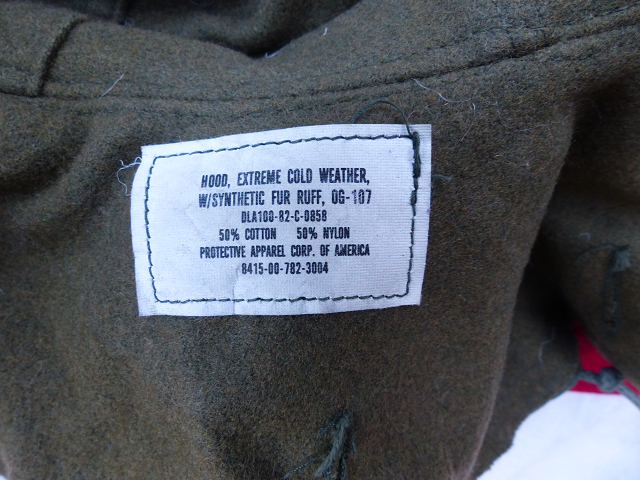 HOOD, EXTREME COLD WEATHER,
W/SYNTHETIC FUR RUFF, OG-107
DLA100-82-C-0858
50% COTTON 50% NYLON
PROTECTIVE APPAREL CORP. OF AMERICA
8415-00-782-3004